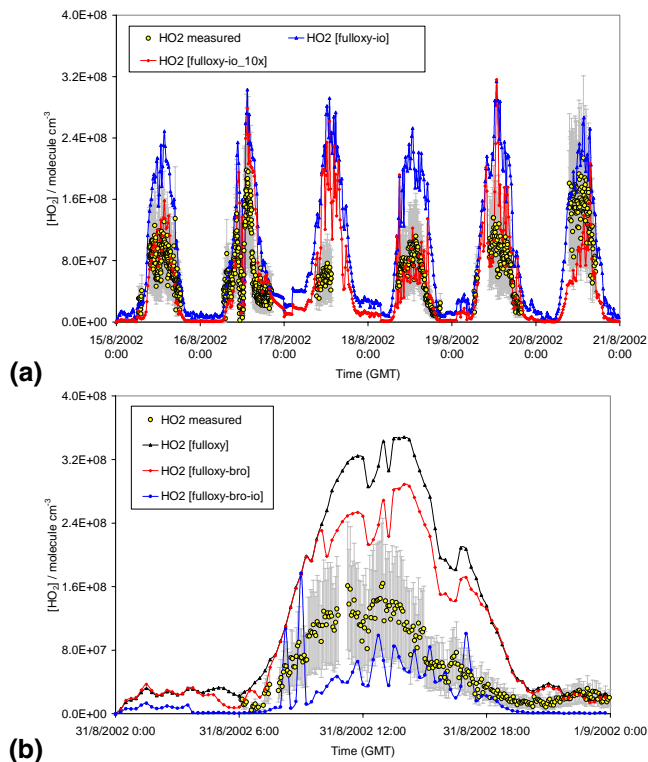 4.0E+08
HO2 measured
HO2 [fulloxy-io]
HO2 [fulloxy-io_10x]
3.2E+08
2.4E+08
1.6E+08
8.0E+07
0.0E+00
[HO₂] / molecule cm⁻³
15/8/2002 16/8/2002 17/8/2002 18/8/2002 19/8/2002 20/8/2002 21/8/2002
0:00 0:00 0:00 0:00 0:00 0:00 0:00
Time (GMT)
(a)
4.0E+08
HO2 measured
HO2 [fulloxy]
HO2 [fulloxy-bro]
HO2 [fulloxy-bro-io]
3.2E+08
2.4E+08
1.6E+08
8.0E+07
0.0E+00
[HO₂] / molecule cm⁻³
31/8/2002 0:00 31/8/2002 6:00 31/8/2002 12:00 31/8/2002 18:00 1/9/2002 0:00
Time (GMT)
(b)